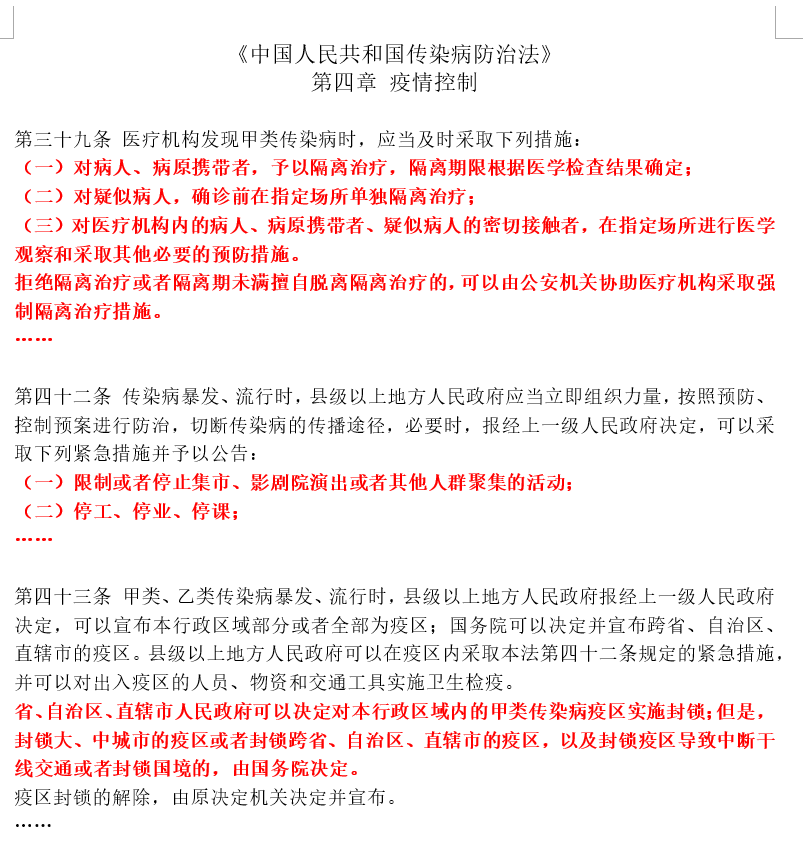 《中国人民共和国传染病防治法》
第四章 疫情控制
第三十九条 医疗机构发现甲类传染病时，应当及时采取下列措施：
（一）对病人、病原携带者，予以隔离治疗，隔离期限根据医学检查结果确定；
（二）对疑似病人，确诊前在指定场所单独隔离治疗；
（三）对医疗机构内的病人、病原携带者、疑似病人的密切接触者，在指定场所进行医学
观察和采取其他必要的预防措施。
拒绝隔离治疗或者隔离期未满擅自脱离隔离治疗的，可以由公安机关协助医疗机构采取强
制隔离治疗措施。
……
第四十二条 传染病暴发、流行时，县级以上地方人民政府应当立即组织力量，按照预防、
控制预案进行防治，切断传染病的传播途径，必要时，报经上一级人民政府决定，可以采
取下列紧急措施并予以公告：
（一）限制或者停止集市、影剧院演出或者其他人群聚集的活动；
（二）停工、停业、停课；
……
第四十三条 甲类、乙类传染病暴发、流行时，县级以上地方人民政府报经上一级人民政府
决定，可以宣布本行政区域部分或者全部为疫区；国务院可以决定并宣布跨省、自治区、
直辖市的疫区。县级以上地方人民政府可以在疫区内采取本法第四十二条规定的紧急措施，
并可以对出入疫区的人员、物资和交通工具实施卫生检疫。
省、自治区、直辖市人民政府可以决定对本行政区域内的甲类传染病疫区实施封锁；但是，
封锁大、中城市的疫区或者封锁跨省、自治区、直辖市的疫区，以及封锁疫区导致中断干
线交通或者封锁国境的，由国务院决定。
疫区封锁的解除，由原决定机关决定并宣布。
……